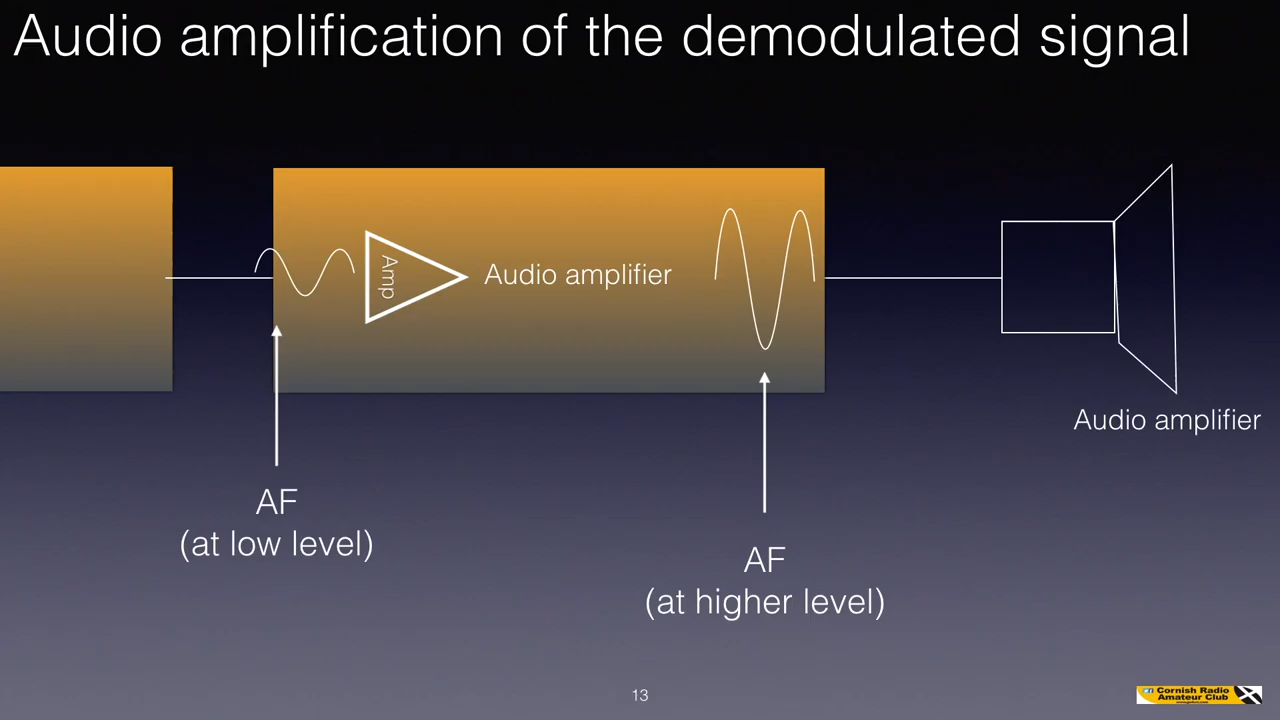 Audio amplification of the demodulated signal
Amp
Audio amplifier
Audio amplifier
AF
(at low level)
AF
(at higher level)
13
Cornish Radio
Amateur Club